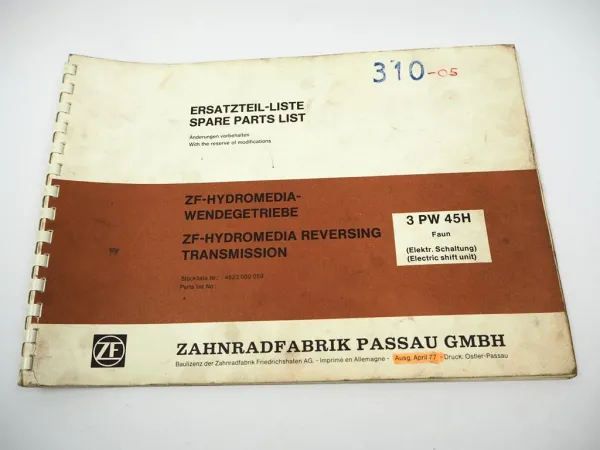 310-05
ERSATZTEIL-LISTE
SPARE PARTS LIST
Änderungen vorbehalten
With the reserve of modifications
ZF-HYDROMEDIA-
WENDEGETRIEBE
ZF-HYDROMEDIA REVERSING
TRANSMISSION
Stückliste Nr.: 4623 000 059
Parts list No.:
3 PW 45H
Faun
(Elektr. Schaltung)
(Electric shift unit)
ZF
ZAHNRADFABRIK PASSAU GMBH
Baulizenz der Zahnradfabrik Friedrichshafen AG. - Imprimé en Allemagne - Ausg. April 77 - Druck: Ostler-Passau